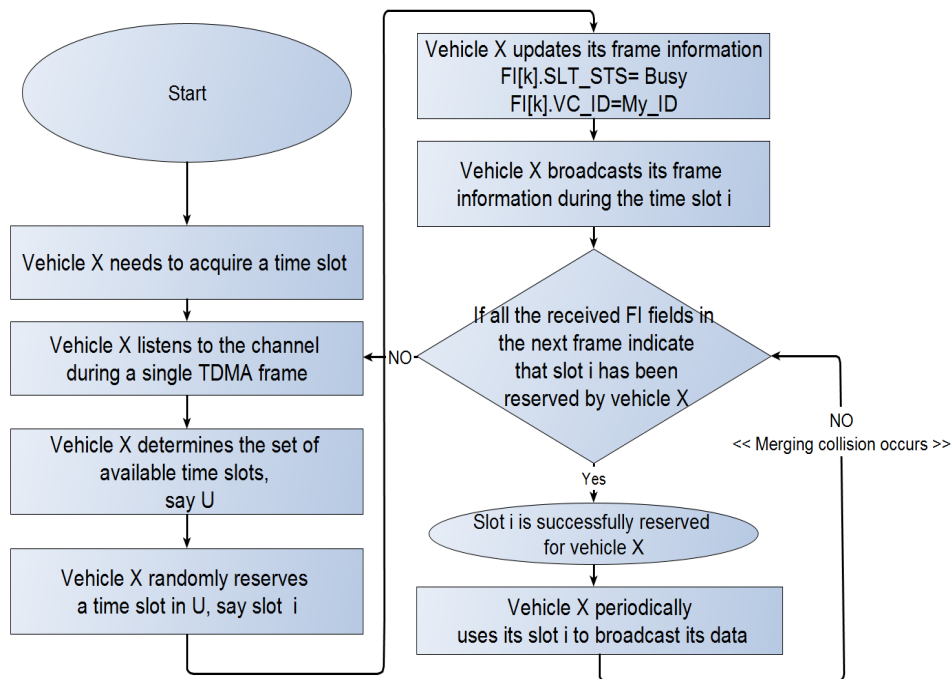 Start
Vehicle X needs to acquire a time slot
Vehicle X listens to the channel
during a single TDMA frame
Vehicle X determines the set of
available time slots,
say U
Vehicle X randomly reserves
a time slot in U, say slot i
Vehicle X updates its frame information
FI[k].SLT_STS= Busy
FI[k].VC_ID=My_ID
Vehicle X broadcasts its frame
information during the time slot i
If all the received FI fields in
the next frame indicate
that slot i has been
reserved by vehicle X
NO
Yes
Slot i is successfully reserved
for vehicle X
Vehicle X periodically
uses its slot i to broadcast its data
NO
<< Merging collision occurs >>